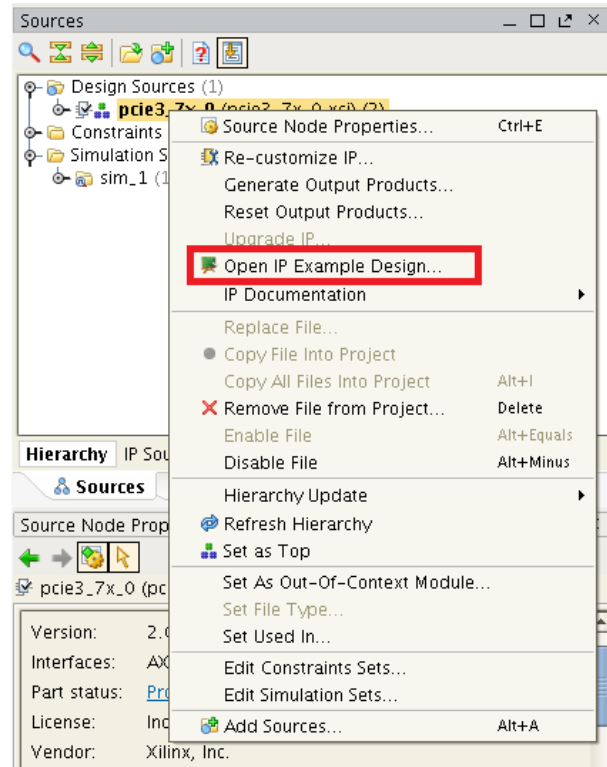 Sources
Design Sources (1)
pcie3_7x_0 (pcie3_7x_0.xci) (2)
Constraints
Simulation S
sim_1 (1
Source Node Properties... Ctrl+E
Re-customize IP...
Generate Output Products...
Reset Output Products...
Upgrade IP...
Open IP Example Design...
IP Documentation
Replace File...
Copy File Into Project
Copy All Files Into Project Alt+I
Remove File from Project... Delete
Enable File Alt+Equals
Disable File Alt+Minus
Hierarchy Update
Refresh Hierarchy
Set as Top
Set As Out-Of-Context Module...
Set File Type...
Set Used In...
Edit Constraints Sets...
Edit Simulation Sets...
Add Sources... Alt+A
Hierarchy IP Sou
Sources
Source Node Prop
pcie3_7x_0 (pc
Version: 2.0
Interfaces: AX
Part status: Pro
License: Inc
Vendor: Xilinx, Inc.